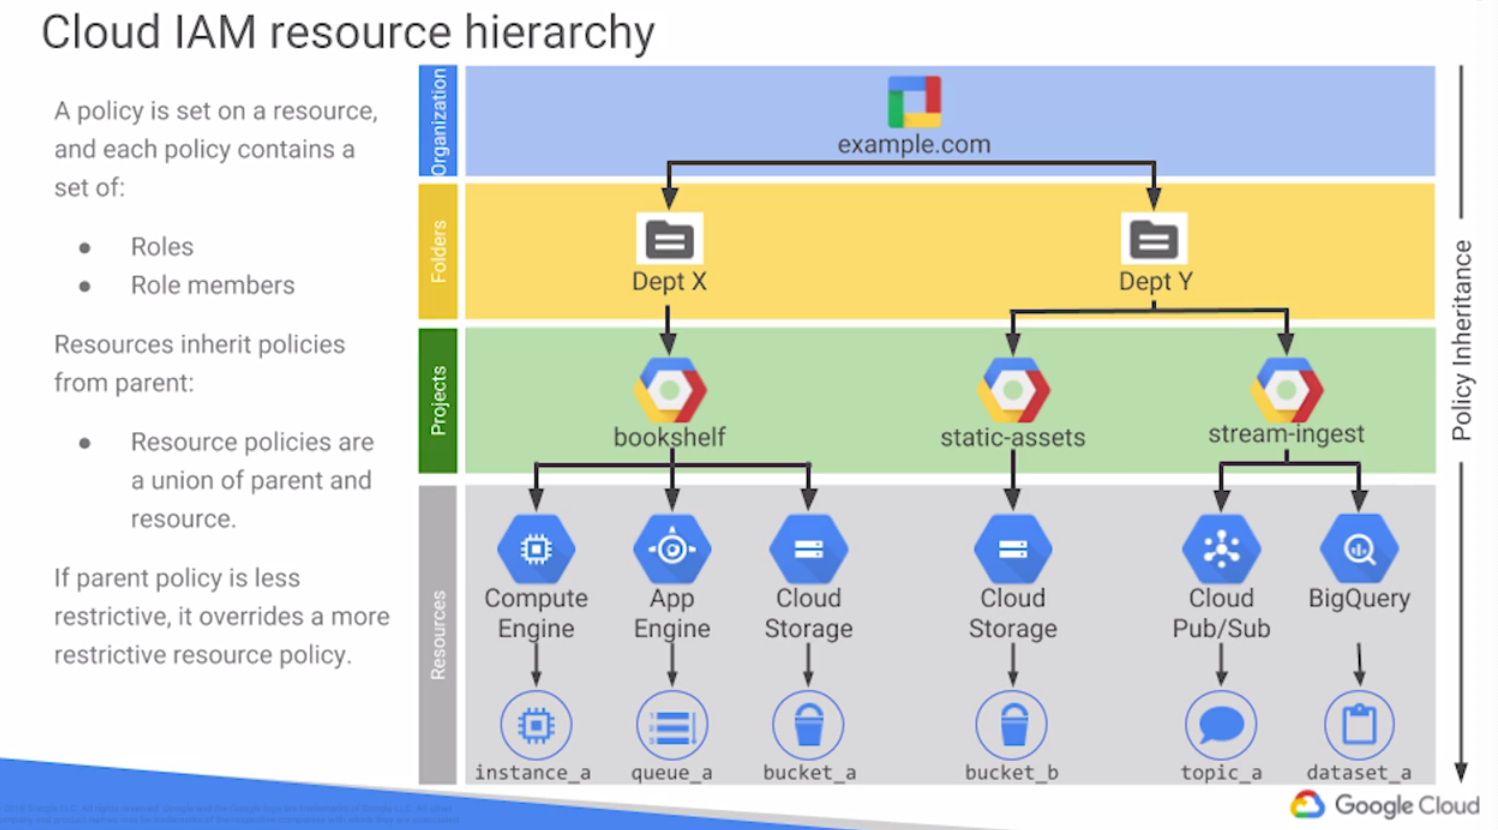 Cloud IAM resource hierarchy
A policy is set on a resource,
and each policy contains a
set of:
● Roles
● Role members
Resources inherit policies
from parent:
● Resource policies are
a union of parent and
resource.
If parent policy is less
restrictive, it overrides a more
restrictive resource policy.
Organization
example.com
Folders
Dept X
Dept Y
Projects
bookshelf
static-assets
stream-ingest
Resources
Compute
Engine
App
Engine
Cloud
Storage
Cloud
Storage
Cloud
Pub/Sub
BigQuery
instance_a
queue_a
bucket_a
bucket_b
topic_a
dataset_a
Policy Inheritance
Google Cloud